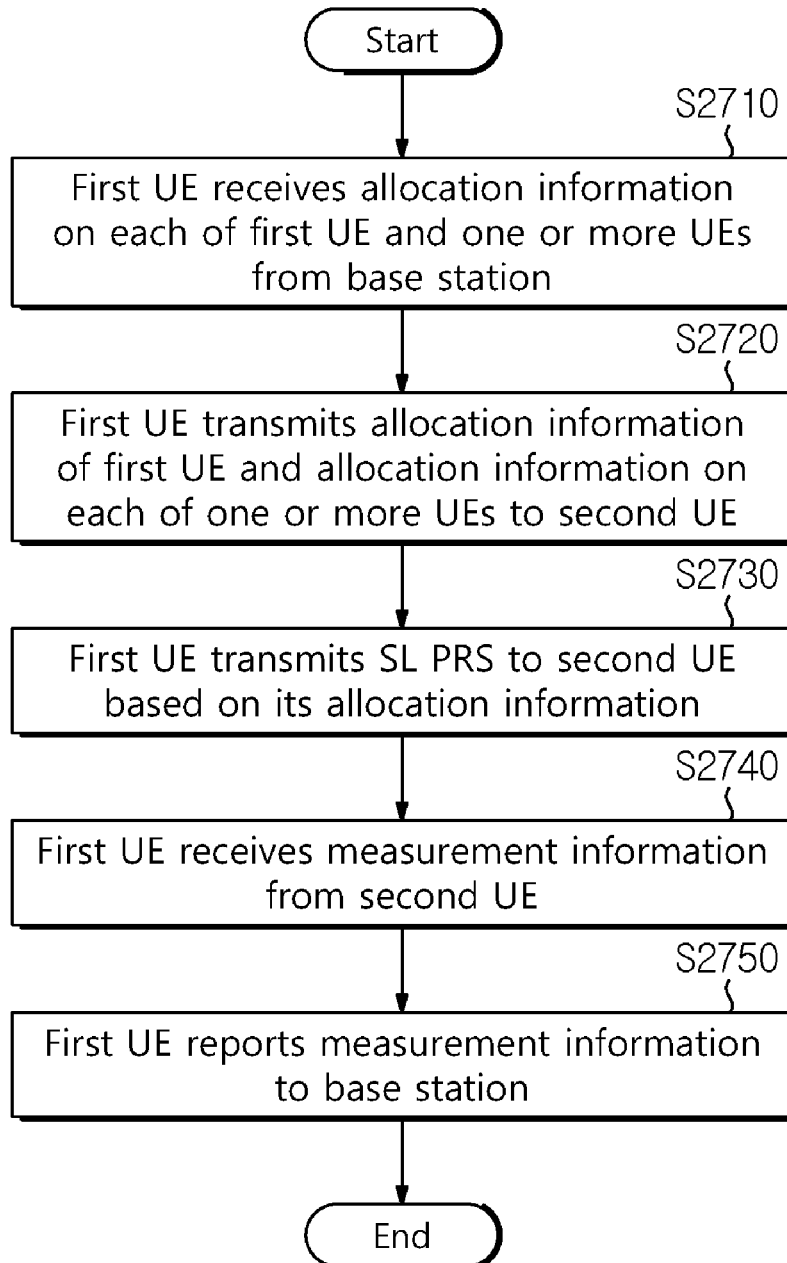 Start
S2710
First UE receives allocation information
on each of first UE and one or more UEs
from base station
S2720
First UE transmits allocation information
of first UE and allocation information on
each of one or more UEs to second UE
S2730
First UE transmits SL PRS to second UE
based on its allocation information
S2740
First UE receives measurement information
from second UE
S2750
First UE reports measurement information
to base station
End